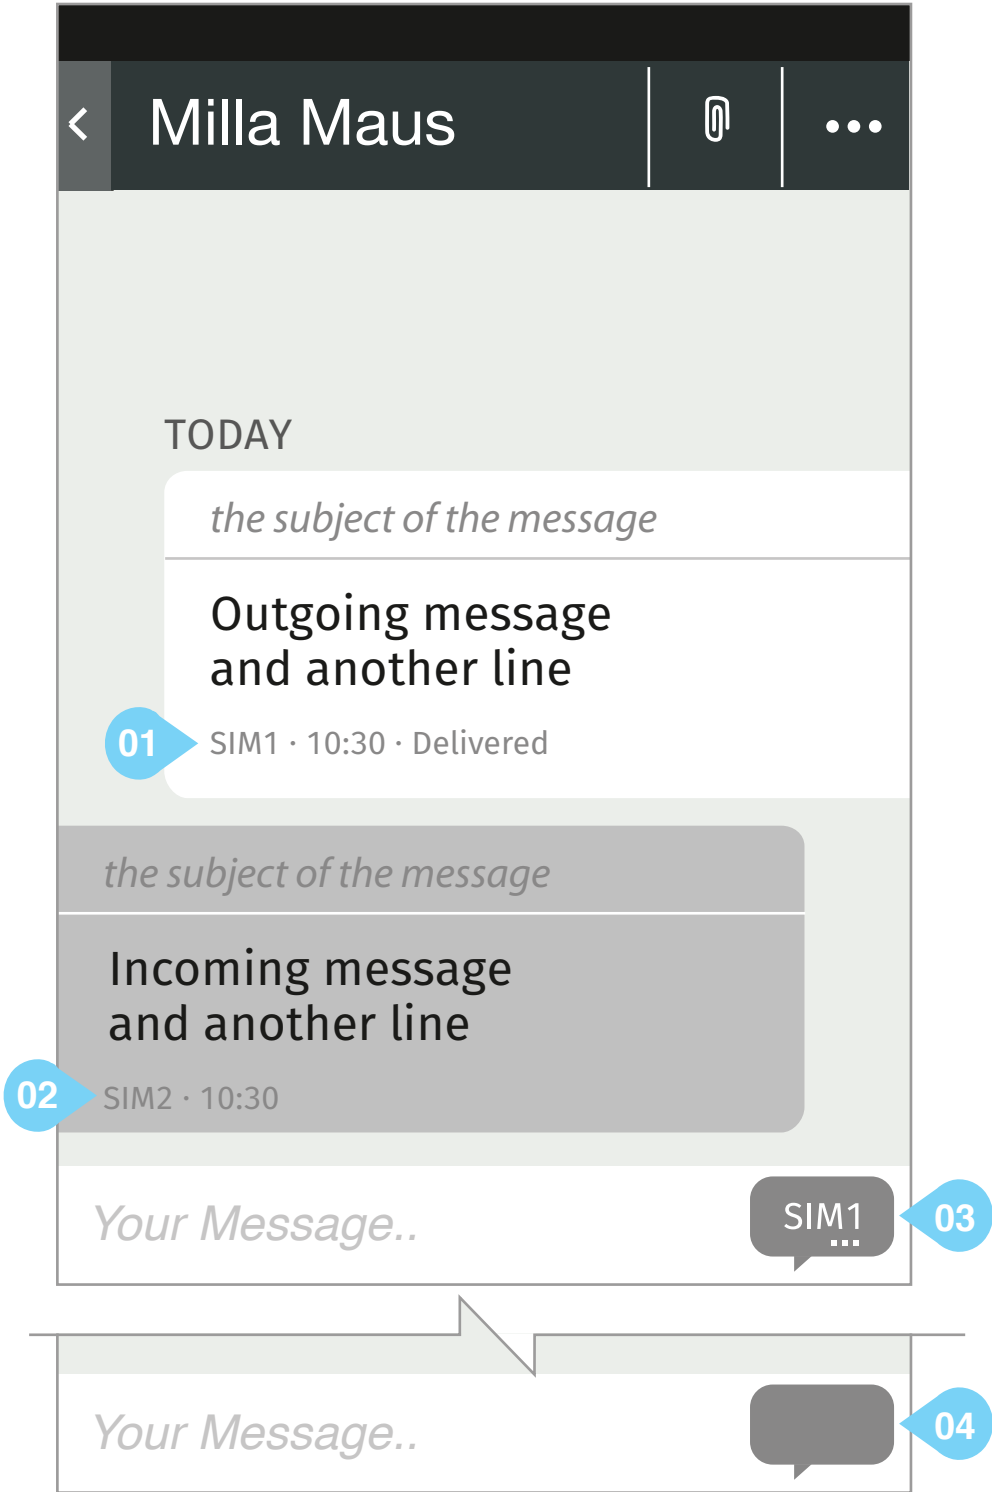 Milla Maus
TODAY
the subject of the message
Outgoing message
and another line
01
SIM1 · 10:30 · Delivered
the subject of the message
Incoming message
and another line
02
SIM2 · 10:30
Your Message..
SIM1
03
Your Message..
04